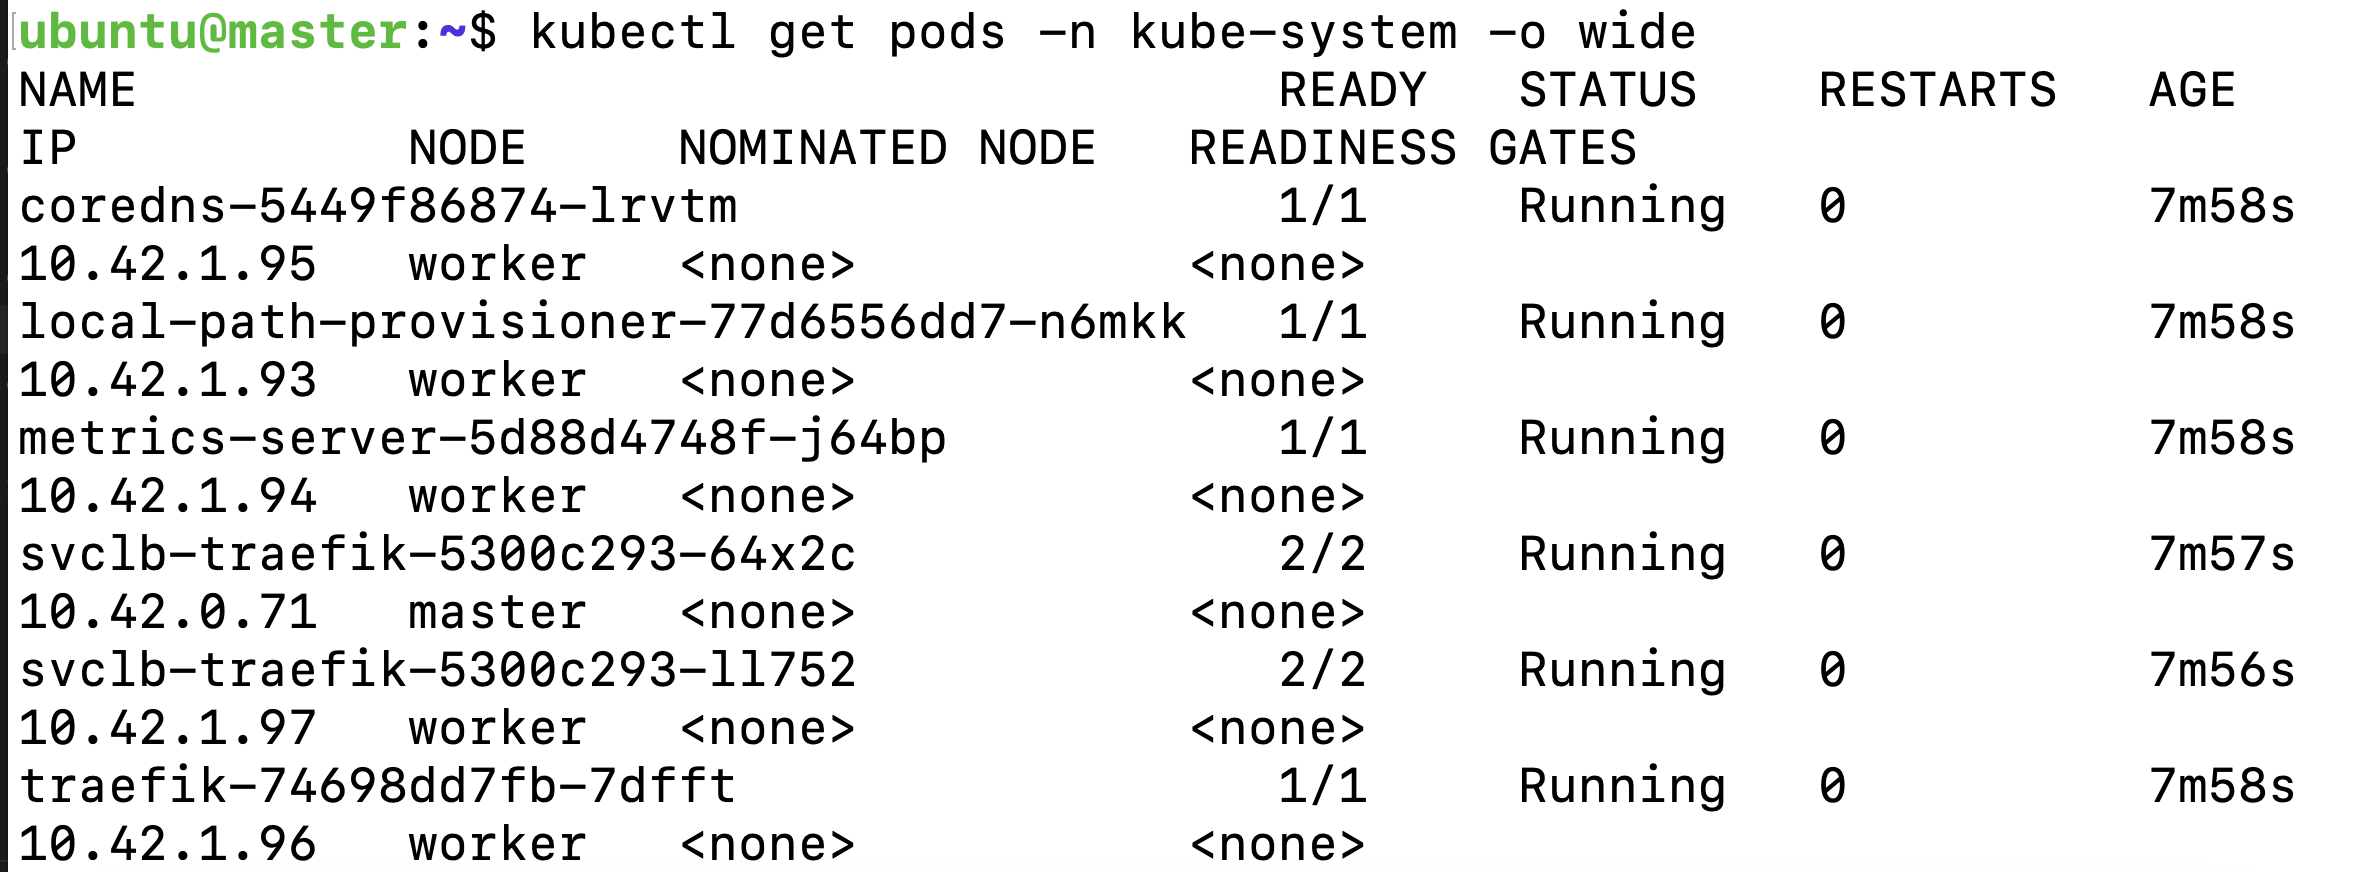 ubuntu@master:~$ kubectl get pods -n kube-system -o wide
NAME                                      READY   STATUS    RESTARTS   AGE
IP           NODE     NOMINATED NODE   READINESS GATES
coredns-5449f86874-lrvtm                  1/1     Running   0          7m58s
10.42.1.95   worker   <none>           <none>
local-path-provisioner-77d6556dd7-n6mkk   1/1     Running   0          7m58s
10.42.1.93   worker   <none>           <none>
metrics-server-5d88d4748f-j64bp           1/1     Running   0          7m58s
10.42.1.94   worker   <none>           <none>
svclb-traefik-5300c293-64x2c              2/2     Running   0          7m57s
10.42.0.71   master   <none>           <none>
svclb-traefik-5300c293-ll752              2/2     Running   0          7m56s
10.42.1.97   worker   <none>           <none>
traefik-74698dd7fb-7dfft                  1/1     Running   0          7m58s
10.42.1.96   worker   <none>           <none>